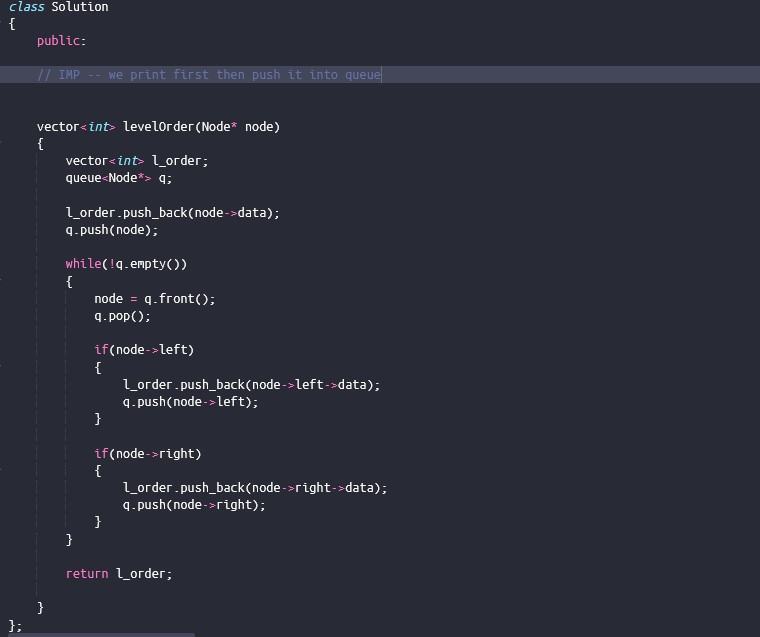 class Solution
{
    public:
    // IMP -- we print first then push it into queue
    vector<int> levelOrder(Node* node)
    {
        vector<int> l_order;
        queue<Node*> q;
        l_order.push_back(node->data);
        q.push(node);
        while(!q.empty())
        {
            node = q.front();
            q.pop();
            if(node->left)
            {
                l_order.push_back(node->left->data);
                q.push(node->left);
            }
            if(node->right)
            {
                l_order.push_back(node->right->data);
                q.push(node->right);
            }
        }
        return l_order;
    }
};